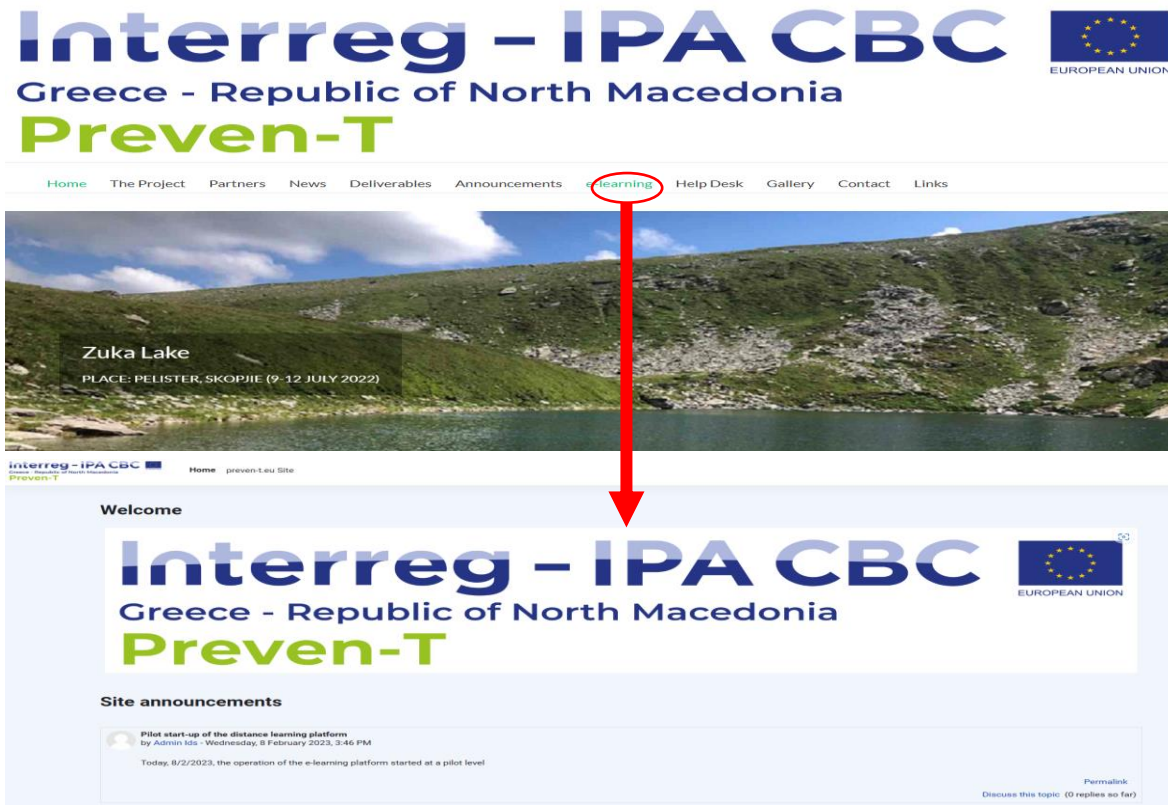 Interreg - IPA CBC
EUROPEAN UNION
Greece - Republic of North Macedonia
Preven-T
Home The Project Partners News Deliverables Announcements e-learning Help Desk Gallery Contact Links
Zuka Lake
PLACE: PELISTER, SKOPJIE (9-12 JULY 2022)
Interreg - IPA CBC
Greece - Republic of North Macedonia
Preven-T
Home preven-t.eu Site
Welcome
Interreg - IPA CBC
EUROPEAN UNION
Greece - Republic of North Macedonia
Preven-T
Site announcements
Pilot start-up of the distance learning platform
by Admin Ids - Wednesday, 8 February 2023, 3:46 PM
Today, 8/2/2023, the operation of the e-learning platform started at a pilot level
Permalink
Discuss this topic (0 replies so far)